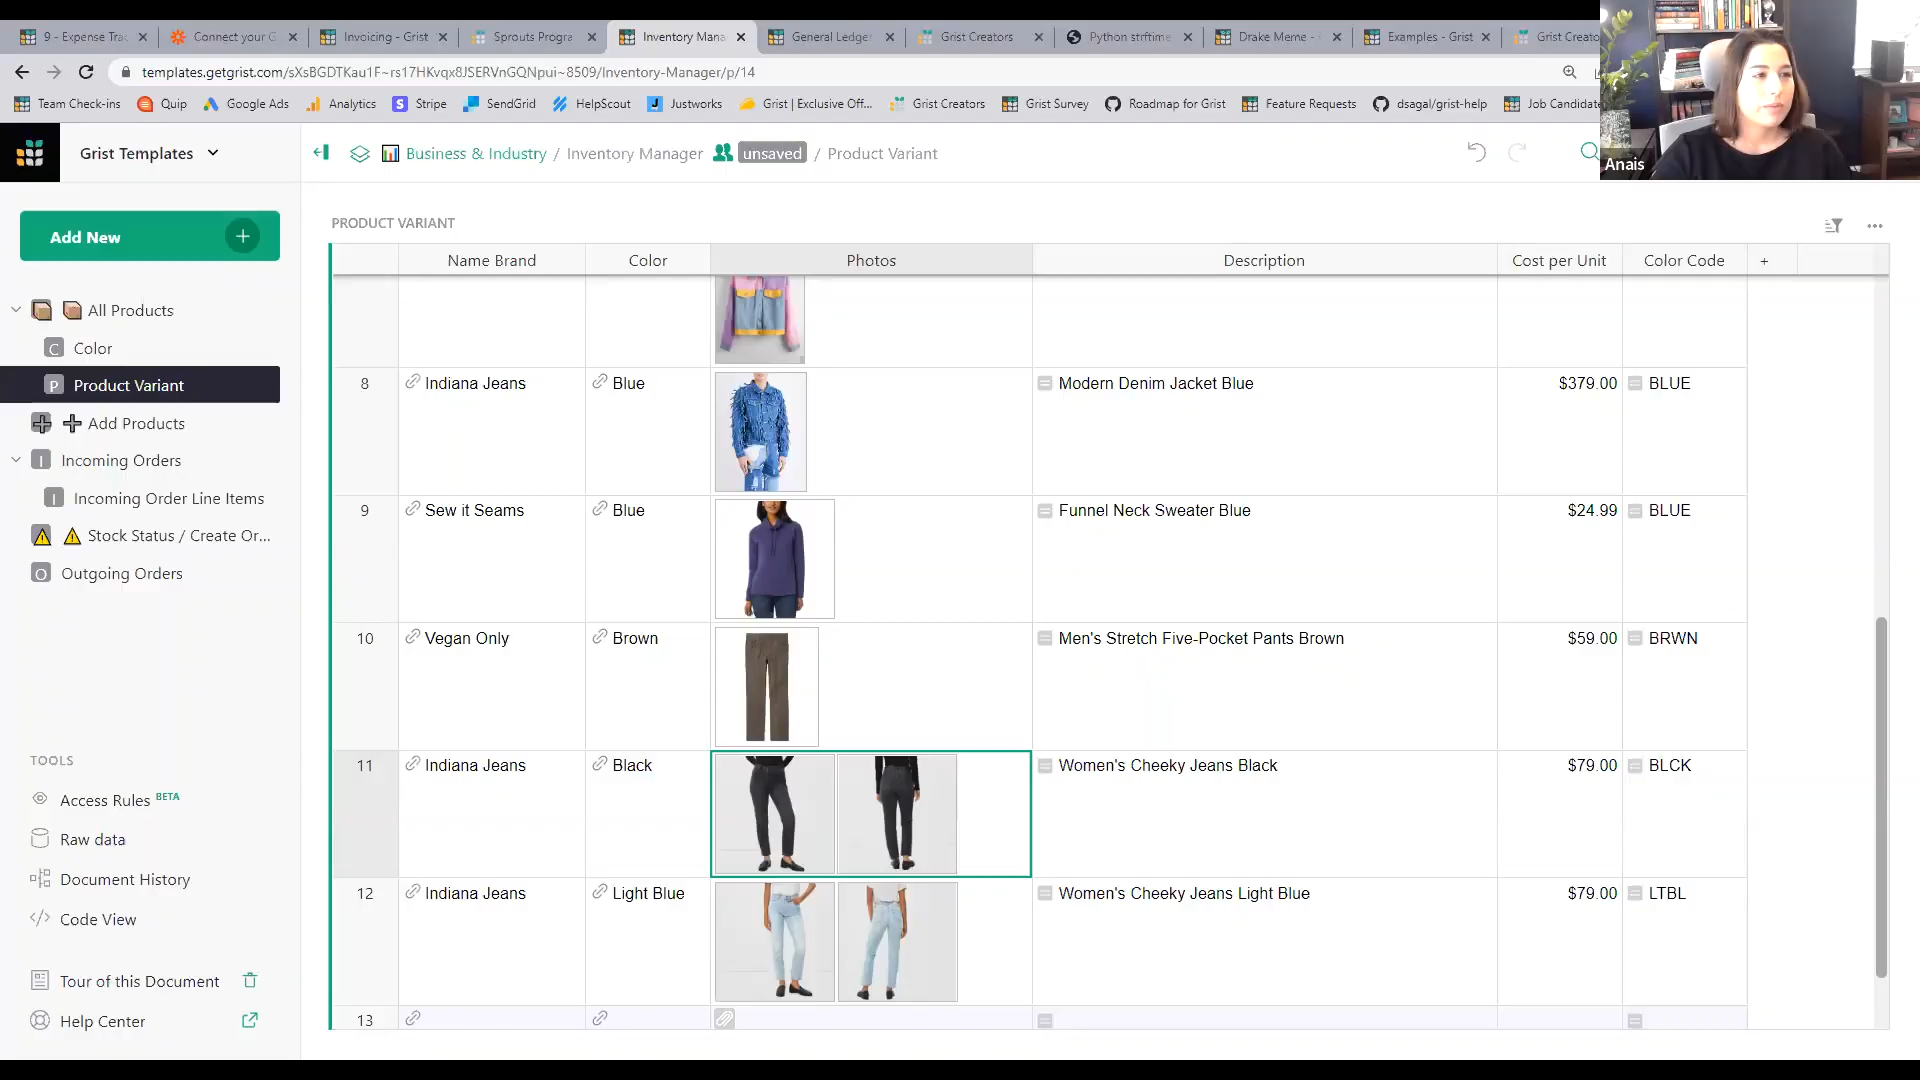 9 - Expense Trac
Connect your G
Invoicing - Grist
Sprouts Progra
Inventory Mana
General Ledge
Grist Creators
Python strftime
Drake Meme -
Examples - Grist
Grist Creato
templates.getgrist.com/sXsBGDTKau1F~rs17HKvqx8JSERVnGQNpui~8509/Inventory-Manager/p/14
Team Check-ins
Quip
Google Ads
Analytics
Stripe
SendGrid
HelpScout
Justworks
Grist | Exclusive Off...
Grist Creators
Grist Survey
Roadmap for Grist
Feature Requests
dsagal/grist-help
Job Candidate
Anais
Grist Templates
Business & Industry / Inventory Manager unsaved / Product Variant
Add New
All Products
C Color
P Product Variant
Add Products
I Incoming Orders
I Incoming Order Line Items
Stock Status / Create Or...
O Outgoing Orders
TOOLS
Access Rules BETA
Raw data
Document History
Code View
Tour of this Document
Help Center
PRODUCT VARIANT
Name Brand Color Photos Description Cost per Unit Color Code +
8 Indiana Jeans Blue Modern Denim Jacket Blue $379.00 BLUE
9 Sew it Seams Blue Funnel Neck Sweater Blue $24.99 BLUE
10 Vegan Only Brown Men's Stretch Five-Pocket Pants Brown $59.00 BRWN
11 Indiana Jeans Black Women's Cheeky Jeans Black $79.00 BLCK
12 Indiana Jeans Light Blue Women's Cheeky Jeans Light Blue $79.00 LTBL
13